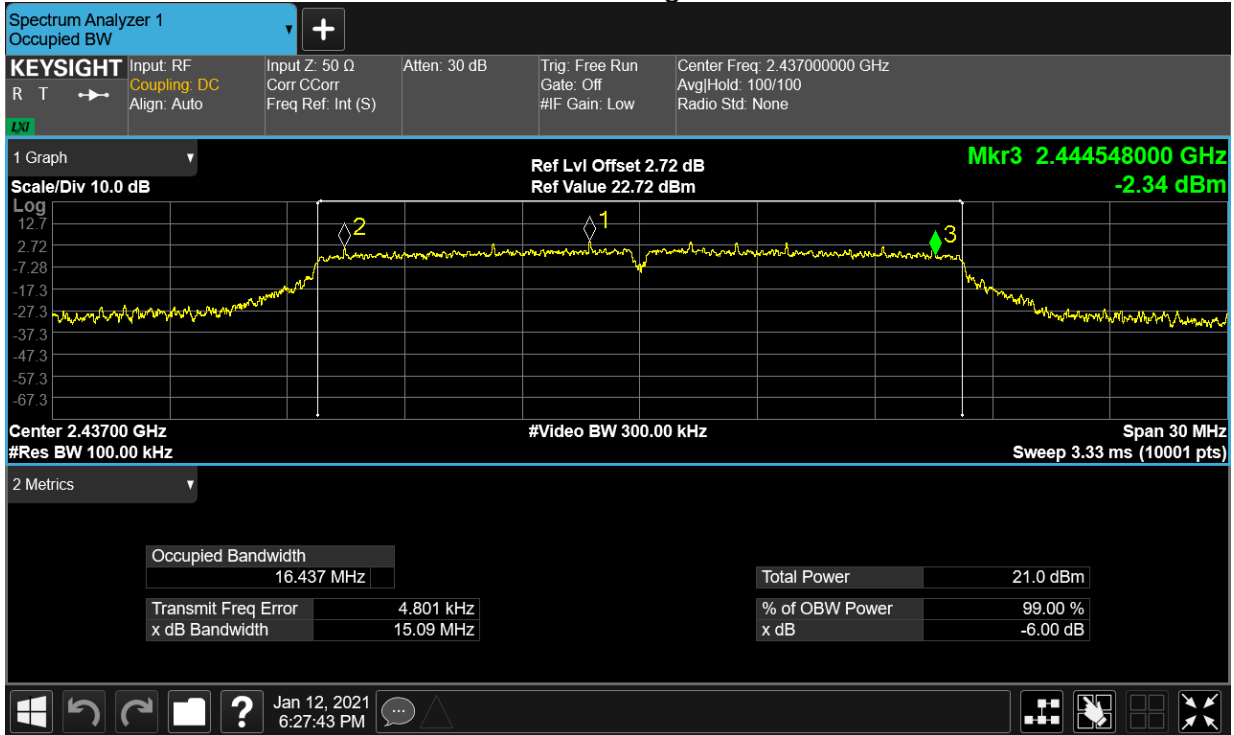 Spectrum Analyzer 1
Occupied BW
+
KEYSIGHT
R T
LXI
Input: RF
Coupling: DC
Align: Auto
Input Z: 50 Ω
Corr CCorr
Freq Ref: Int (S)
Atten: 30 dB
Trig: Free Run
Gate: Off
#IF Gain: Low
Center Freq: 2.437000000 GHz
Avg|Hold: 100/100
Radio Std: None
1 Graph
Scale/Div 10.0 dB
Ref Lvl Offset 2.72 dB
Ref Value 22.72 dBm
Mkr3 2.444548000 GHz
-2.34 dBm
Log
12.7
2.72
-7.28
-17.3
-27.3
-37.3
-47.3
-57.3
-67.3
2
1
3
Center 2.43700 GHz
#Res BW 100.00 kHz
#Video BW 300.00 kHz
Span 30 MHz
Sweep 3.33 ms (10001 pts)
2 Metrics
Occupied Bandwidth
16.437 MHz
Transmit Freq Error 4.801 kHz
x dB Bandwidth 15.09 MHz
Total Power 21.0 dBm
% of OBW Power 99.00 %
x dB -6.00 dB
?
Jan 12, 2021
6:27:43 PM